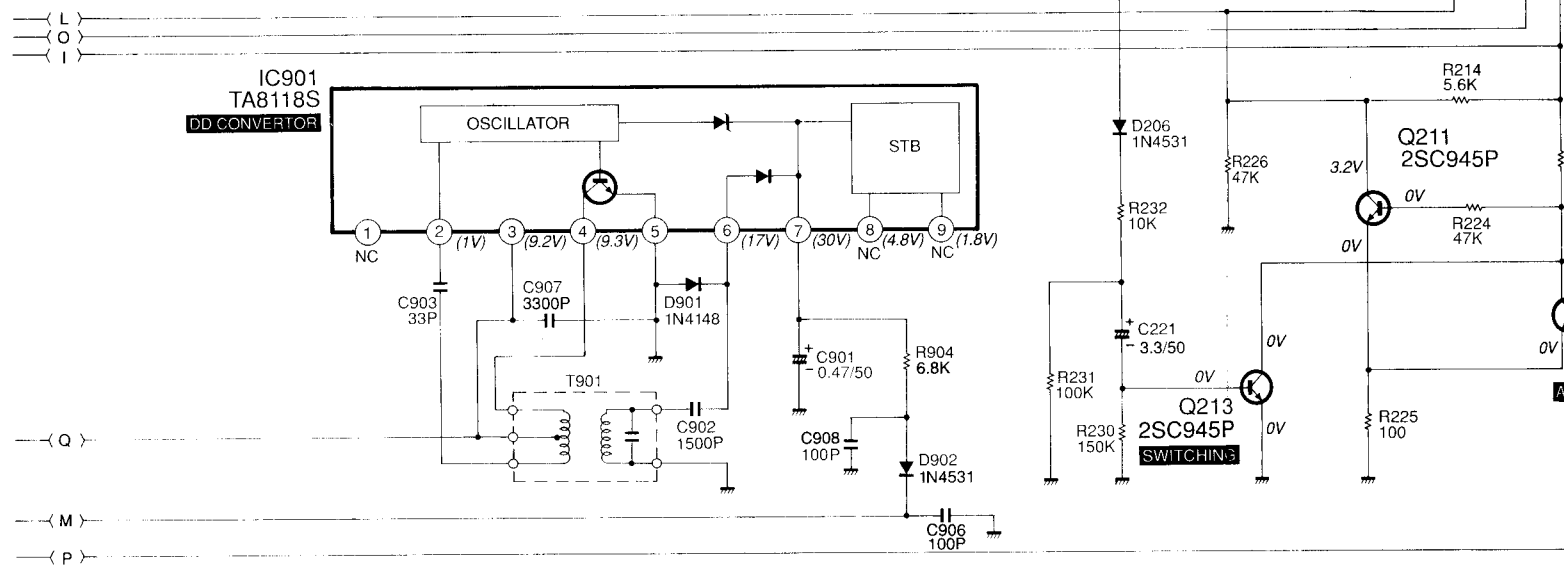 L
O
I
IC901
TA8118S
DD CONVERTOR
OSCILLATOR
STB
1
2
3
4
5
6
7
8
9
(1V)
(9.2V)
(9.3V)
(17V)
(30V)
(4.8V)
(1.8V)
NC
NC
NC
C903
33P
C907
3300P
D901
1N4148
T901
C902
1500P
+
C901
- 0.47/50
R904
6.8K
C908
100P
D902
1N4531
C906
100P
Q
M
P
D206
1N4531
R232
10K
R226
47K
R214
5.6K
Q211
2SC945P
3.2V
0V
0V
R224
47K
+
C221
- 3.3/50
R231
100K
R230
150K
0V
0V
0V
Q213
2SC945P
SWITCHING
R225
100
0V
A